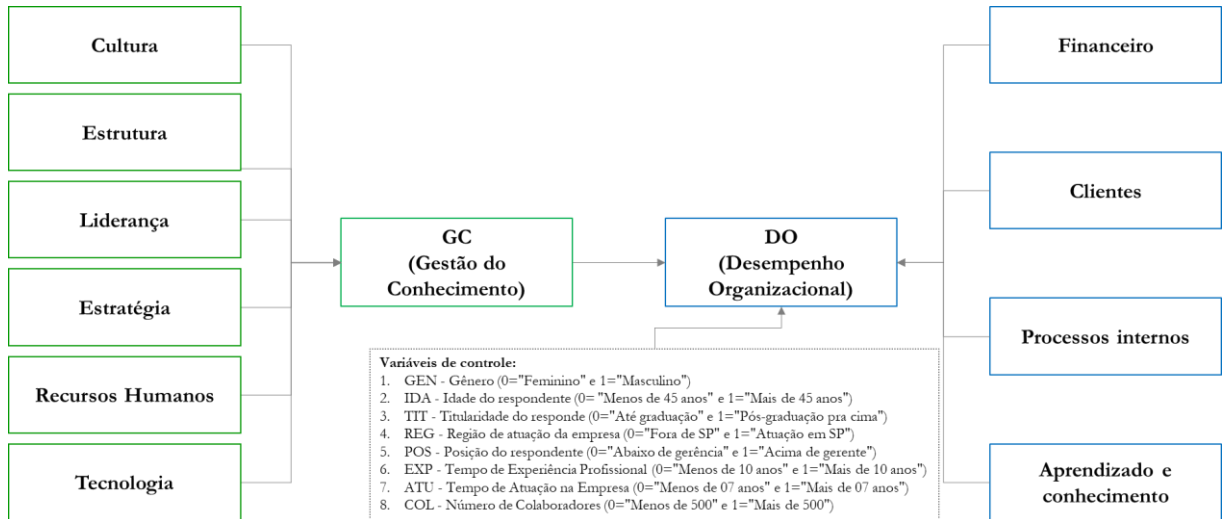 Cultura
Estrutura
Liderança
Estratégia
Recursos Humanos
Tecnologia
GC
(Gestão do
Conhecimento)
DO
(Desempenho
Organizacional)
Financeiro
Clientes
Processos internos
Aprendizado e
conhecimento
Variáveis de controle:
1. GEN - Gênero (0="Feminino" e 1="Masculino")
2. IDA - Idade do respondente (0= "Menos de 45 anos" e 1="Mais de 45 anos")
3. TIT - Titularidade do responde (0="Até graduação" e 1="Pós-graduação pra cima")
4. REG - Região de atuação da empresa (0="Fora de SP" e 1="Atuação em SP")
5. POS - Posição do respondente (0="Abaixo de gerência" e 1="Acima de gerente")
6. EXP - Tempo de Experiência Profissional (0="Menos de 10 anos" e 1="Mais de 10 anos")
7. ATU - Tempo de Atuação na Empresa (0="Menos de 07 anos" e 1="Mais de 07 anos")
8. COL - Número de Colaboradores (0="Menos de 500" e 1="Mais de 500")